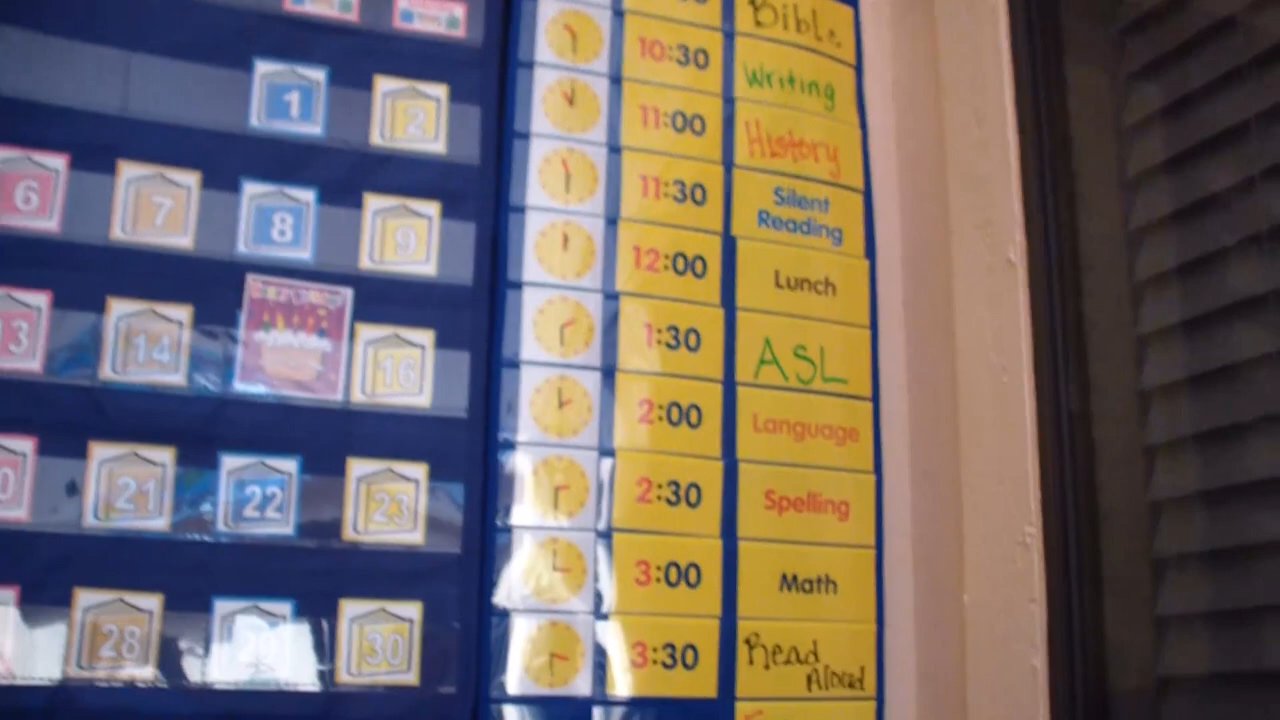 Bible
10:30 Writing
11:00 History
11:30 Silent
Reading
12:00 Lunch
1:30 ASL
2:00 Language
2:30 Spelling
3:00 Math
3:30 Read
Aloud
1 2
6 7 8 9
14 16
21 22 23
28 30